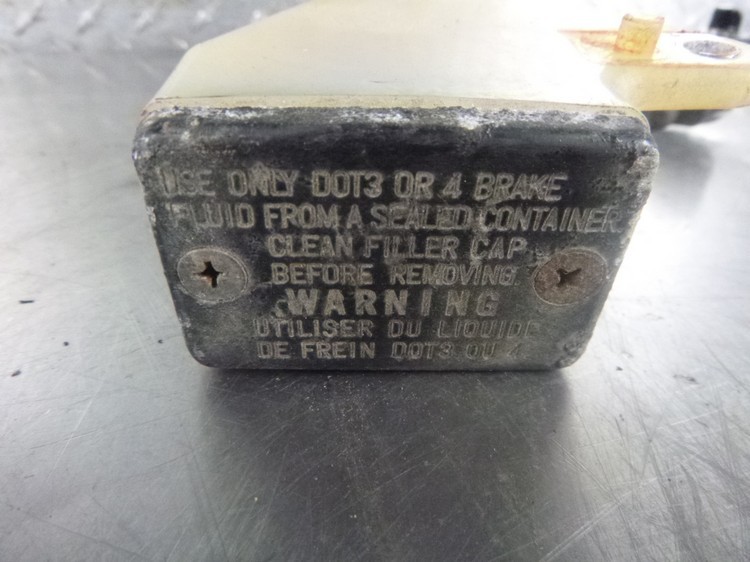 USE ONLY DOT3 OR 4 BRAKE
FLUID FROM A SEALED CONTAINER
CLEAN FILLER CAP
BEFORE REMOVING
WARNING
UTILISER DU LIQUIDE
DE FREIN DOT3 OU 4